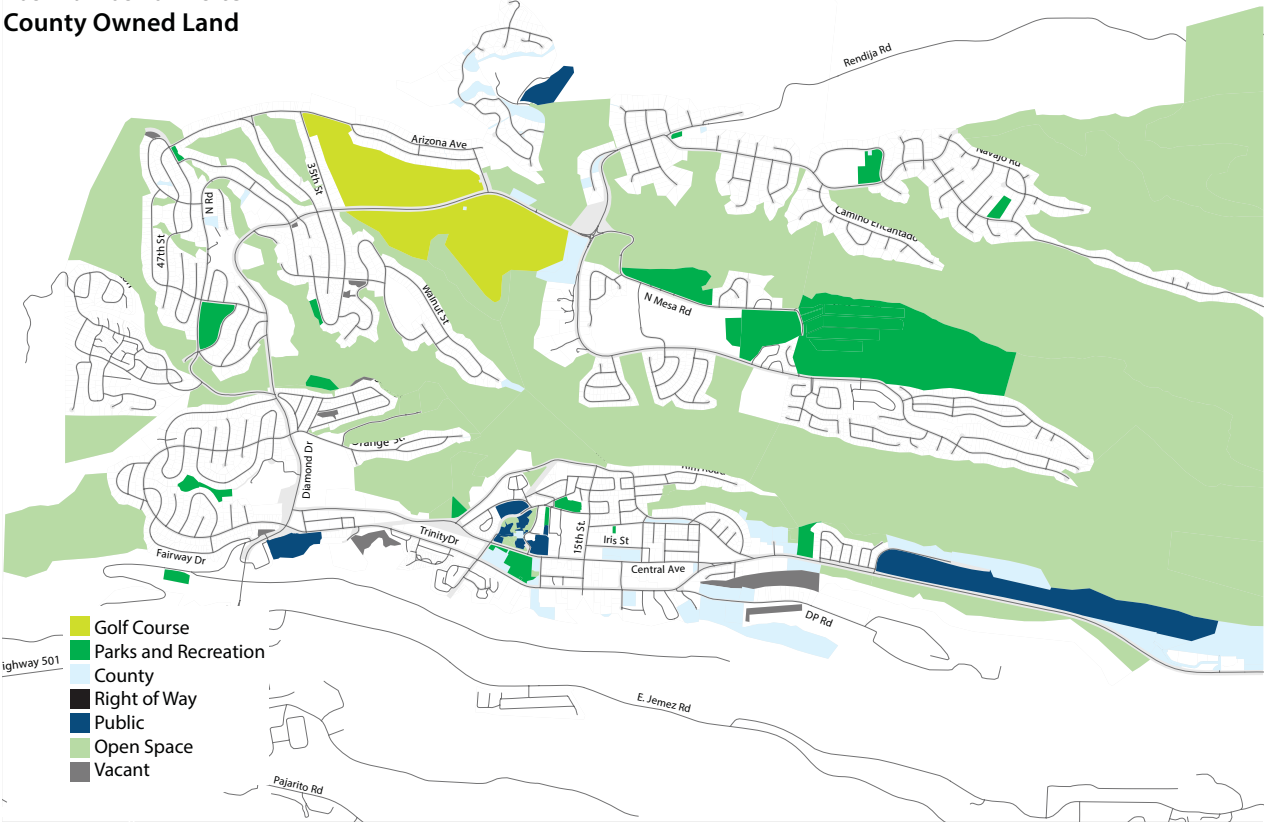 County Owned Land
Rendija Rd
Arizona Ave
35th St
N Rd
47th St
Navajo Rd
Camino Encantado
Walnut St
N Mesa Rd
Orange St.
Diamond Dr
Trinity Dr
15th St.
Iris St
Central Ave
Fairway Dr
DP Rd
Golf Course
Parks and Recreation
County
Right of Way
Public
Open Space
Vacant
ighway 501
E. Jemez Rd
Pajarito Rd